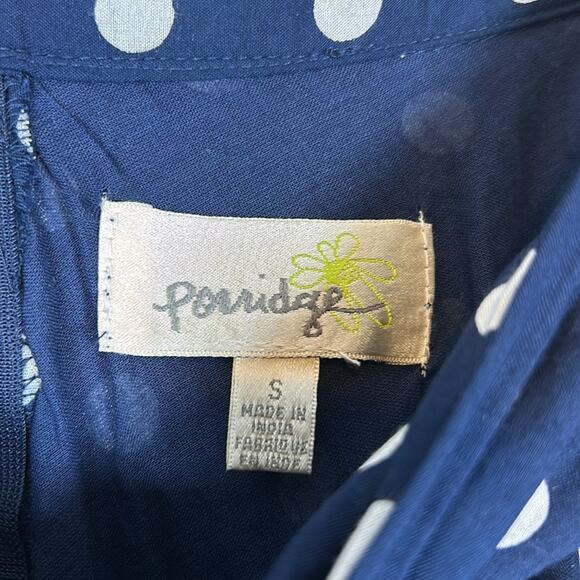 Porridge
S
MADE IN
INDIA
FABRIQUE
EN INDE